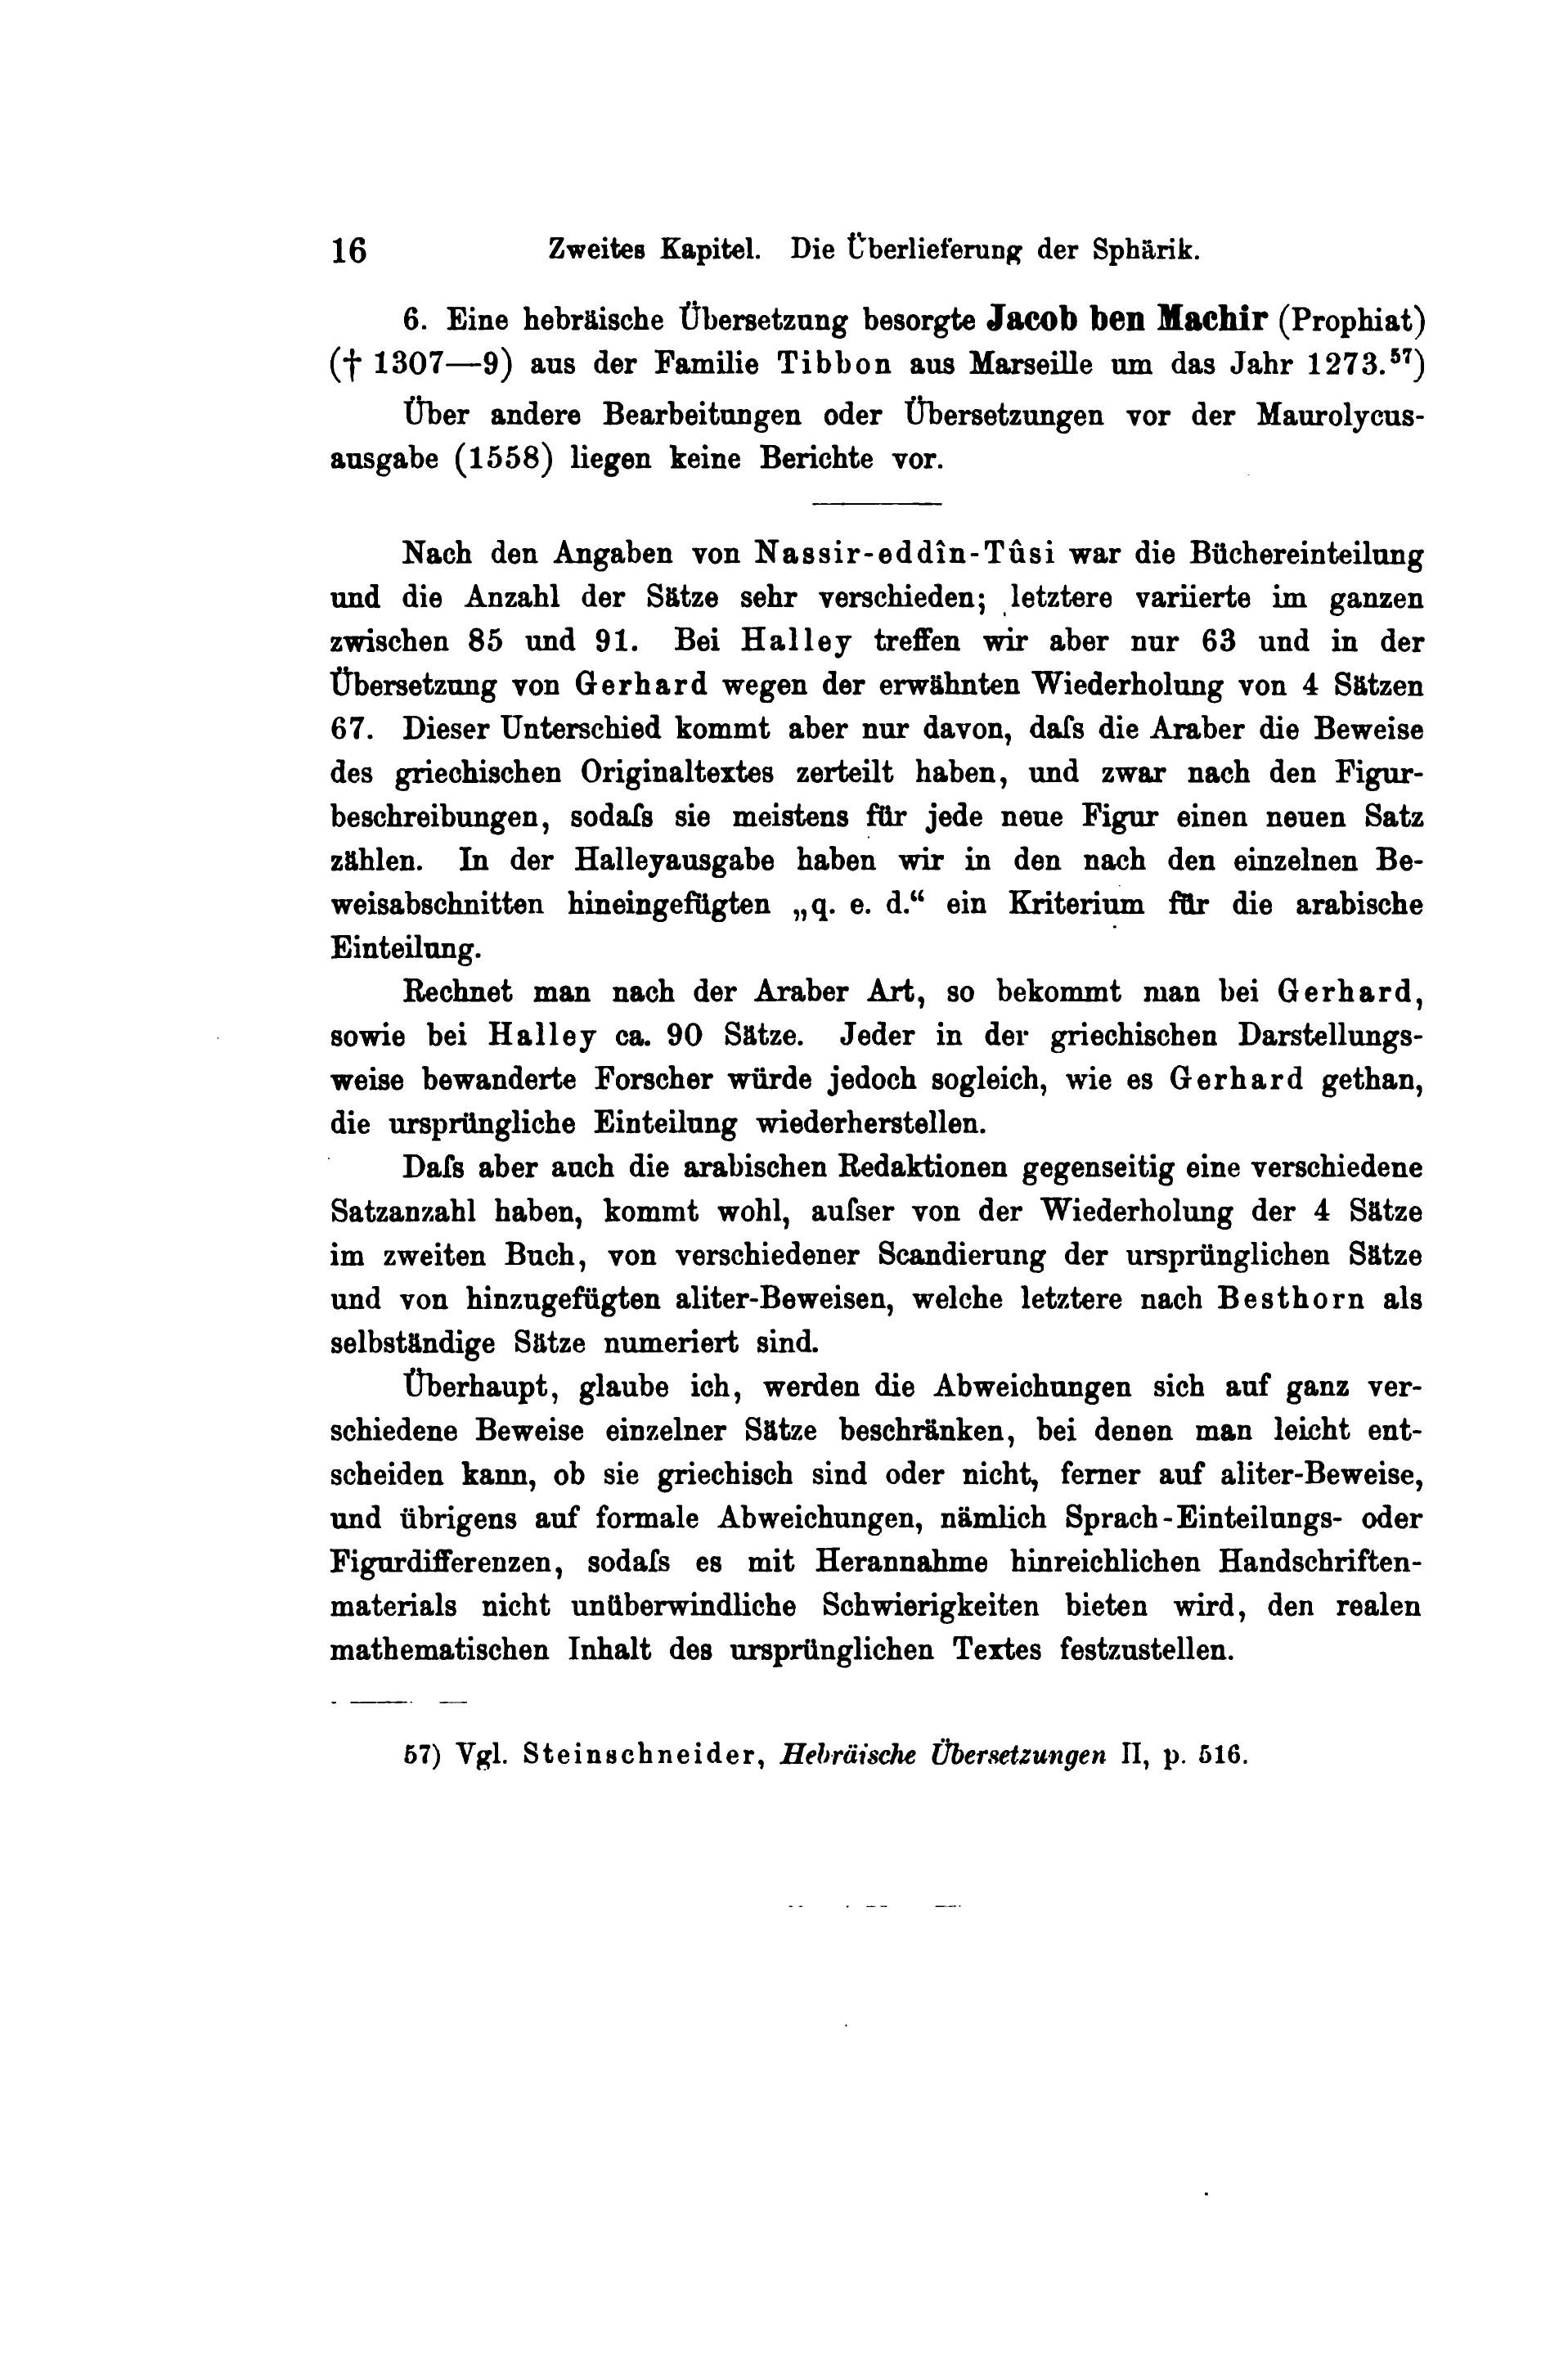 16 Zweites Kapitel. Die Überlieferung der Sphärik.
6. Eine hebräische Übersetzung besorgte Jacob ben Machir (Prophiat)
(† 1307—9) aus der Familie Tibbon aus Marseille um das Jahr 1273.⁵⁷)
Über andere Bearbeitungen oder Übersetzungen vor der Maurolycus-
ausgabe (1558) liegen keine Berichte vor.
Nach den Angaben von Nassir-eddîn-Tûsi war die Büchereinteilung
und die Anzahl der Sätze sehr verschieden; letztere variierte im ganzen
zwischen 85 und 91. Bei Halley treffen wir aber nur 63 und in der
Übersetzung von Gerhard wegen der erwähnten Wiederholung von 4 Sätzen
67. Dieser Unterschied kommt aber nur davon, daſs die Araber die Beweise
des griechischen Originaltextes zerteilt haben, und zwar nach den Figur-
beschreibungen, sodaſs sie meistens für jede neue Figur einen neuen Satz
zählen. In der Halleyausgabe haben wir in den nach den einzelnen Be-
weisabschnitten hineingefügten „q. e. d.“ ein Kriterium für die arabische
Einteilung.
Rechnet man nach der Araber Art, so bekommt man bei Gerhard,
sowie bei Halley ca. 90 Sätze. Jeder in der griechischen Darstellungs-
weise bewanderte Forscher würde jedoch sogleich, wie es Gerhard gethan,
die ursprüngliche Einteilung wiederherstellen.
Daſs aber auch die arabischen Redaktionen gegenseitig eine verschiedene
Satzanzahl haben, kommt wohl, auſser von der Wiederholung der 4 Sätze
im zweiten Buch, von verschiedener Scandierung der ursprünglichen Sätze
und von hinzugefügten aliter-Beweisen, welche letztere nach Besthorn als
selbständige Sätze numeriert sind.
Überhaupt, glaube ich, werden die Abweichungen sich auf ganz ver-
schiedene Beweise einzelner Sätze beschränken, bei denen man leicht ent-
scheiden kann, ob sie griechisch sind oder nicht, ferner auf aliter-Beweise,
und übrigens auf formale Abweichungen, nämlich Sprach-Einteilungs- oder
Figurdifferenzen, sodaſs es mit Herannahme hinreichlichen Handschriften-
materials nicht unüberwindliche Schwierigkeiten bieten wird, den realen
mathematischen Inhalt des ursprünglichen Textes festzustellen.
57) Vgl. Steinschneider, Hebräische Übersetzungen II, p. 516.